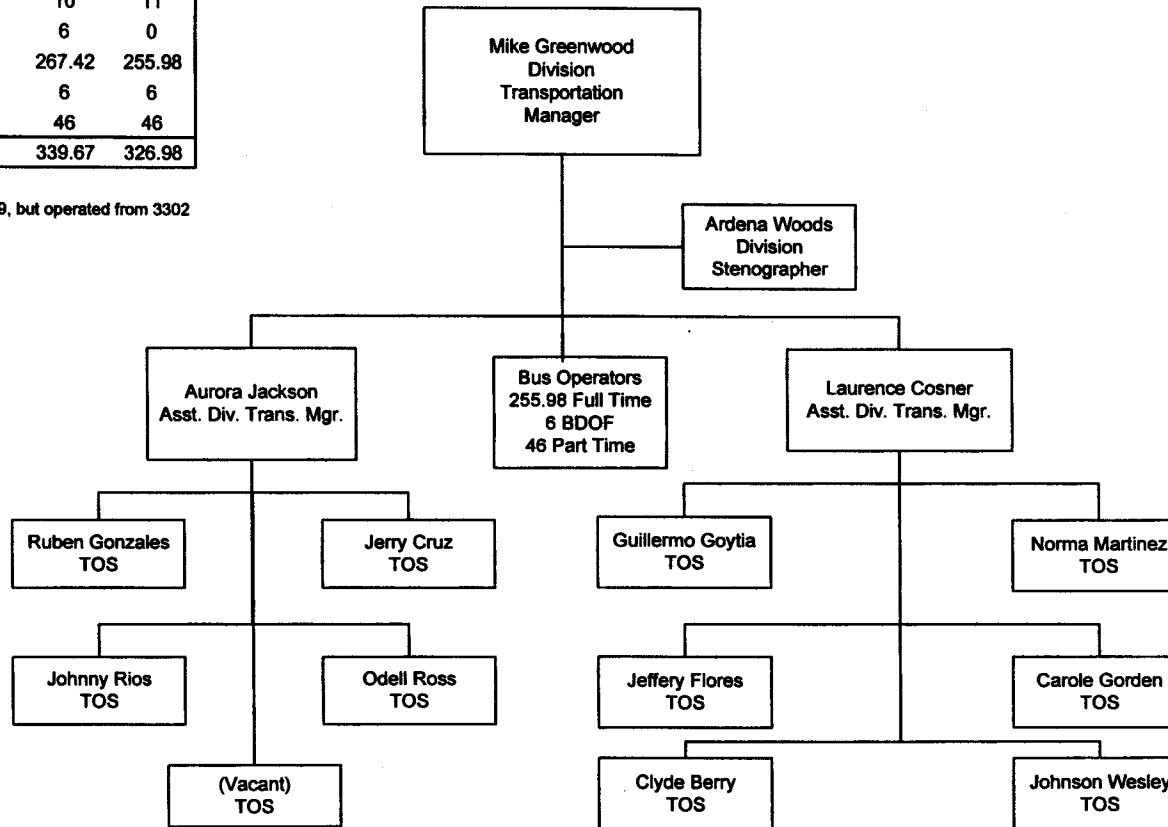 10 11
6 0
267.42 255.98
6 6
46 46
339.67 326.98
9, but operated from 3302
Mike Greenwood
Division
Transportation
Manager
Ardena Woods
Division
Stenographer
Aurora Jackson
Asst. Div. Trans. Mgr.
Bus Operators
255.98 Full Time
6 BDOF
46 Part Time
Laurence Cosner
Asst. Div. Trans. Mgr.
Ruben Gonzales
TOS
Jerry Cruz
TOS
Guillermo Goytia
TOS
Norma Martinez
TOS
Johnny Rios
TOS
Odell Ross
TOS
Jeffery Flores
TOS
Carole Gorden
TOS
(Vacant)
TOS
Clyde Berry
TOS
Johnson Wesley
TOS